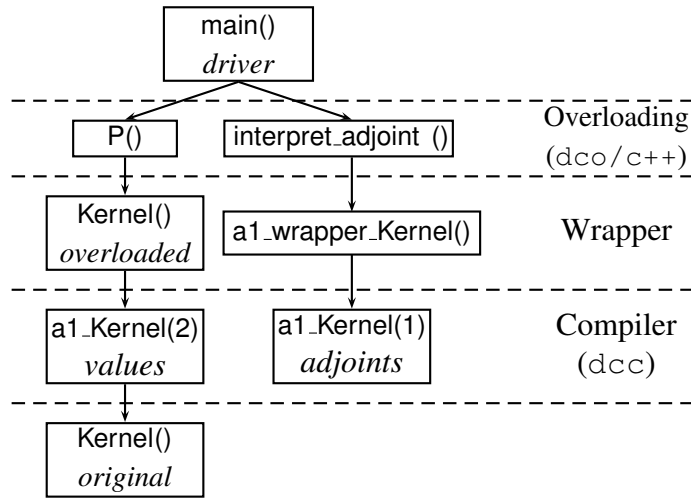 main()
driver
P()
interpret_adjoint ()
Overloading
(dco/c++)
Kernel()
overloaded
a1_wrapper_Kernel()
Wrapper
a1_Kernel(2)
values
a1_Kernel(1)
adjoints
Compiler
(dcc)
Kernel()
original